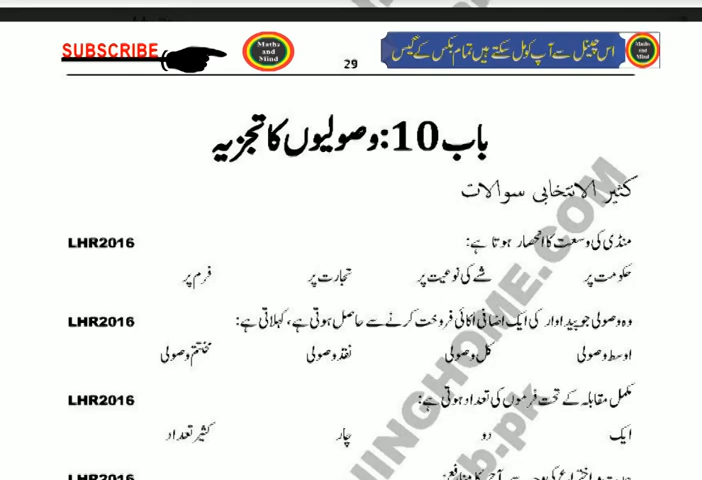 SUBSCRIBE
Maths and Mind
29
اس چینل سے آپ کو مل سکتے ہیں تمام بکس کے گیس
Maths and Mind
باب 10: وصولیوں کا تجزیہ
کثیر الانتخابی سوالات
منڈی کی وسعت کا انحصار ہوتا ہے: LHR2016
حکومت پر شے کی نوعیت پر تجارت پر فرم پر
وہ وصولی جو پیداوار کی ایک اضافی اکائی فروخت کرنے سے حاصل ہوتی ہے، کہلاتی ہے: LHR2016
اوسط وصولی کل وصولی نقد وصولی مختتم وصولی
مکمل مقابلہ کے تحت فرموں کی تعداد ہوتی ہے: LHR2016
ایک دو چار کثیر تعداد
LHR2016